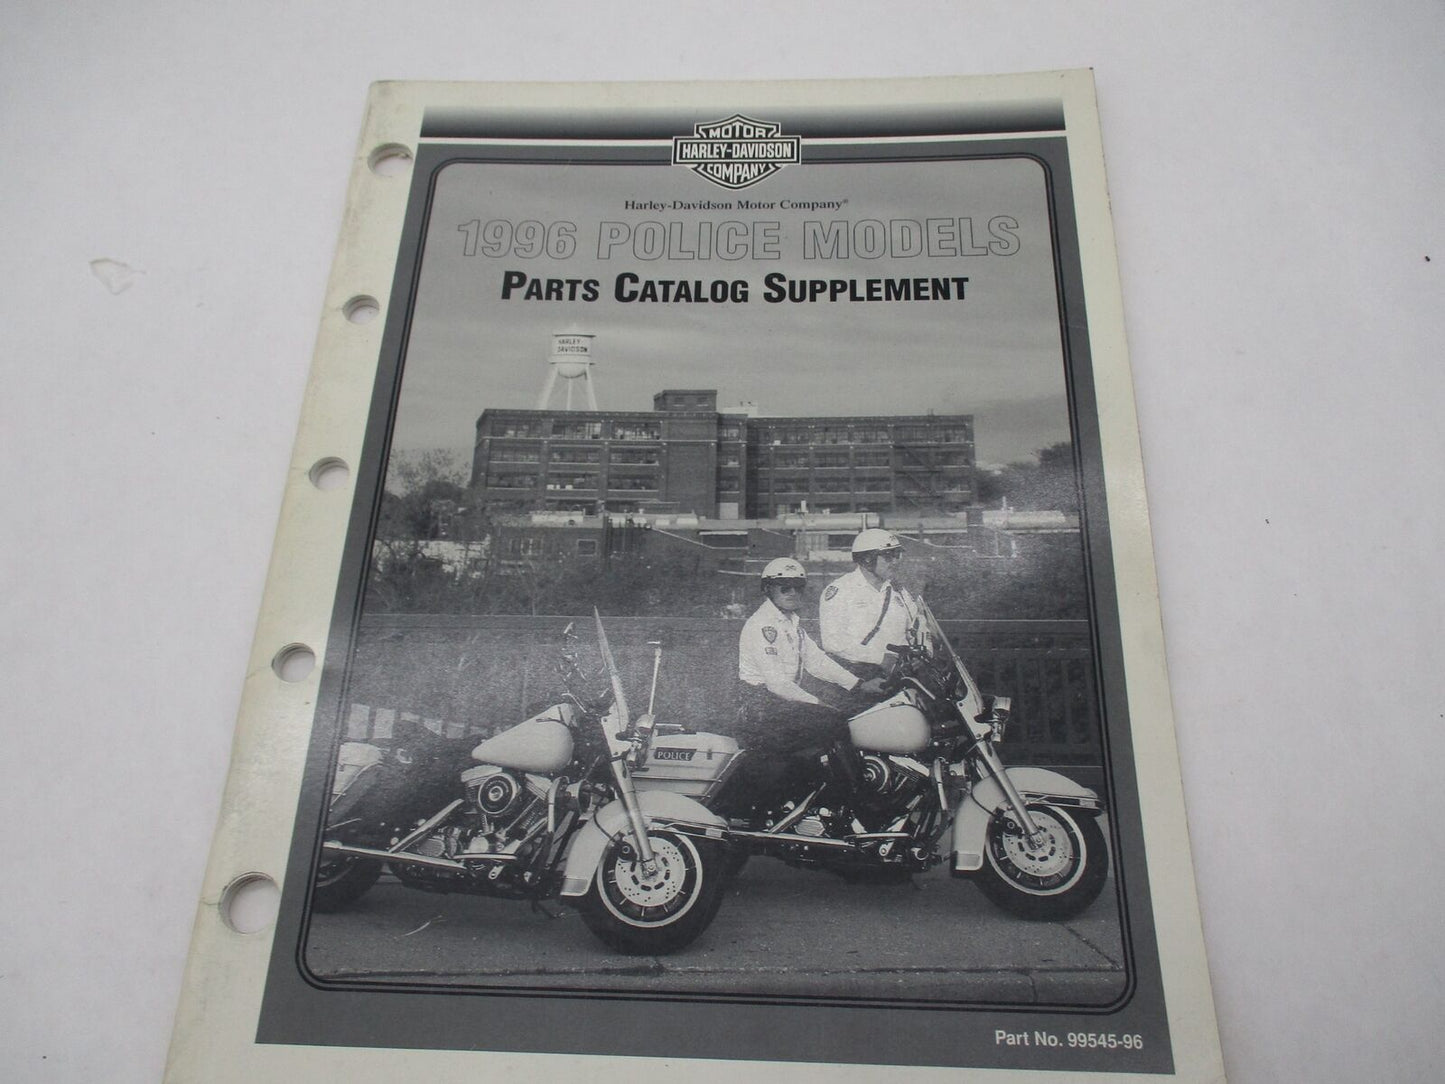 MOTOR
HARLEY-DAVIDSON
COMPANY
Harley-Davidson Motor Company®
1996 POLICE MODELS
PARTS CATALOG SUPPLEMENT
HARLEY-
DAVIDSON
POLICE
Part No. 99545-96